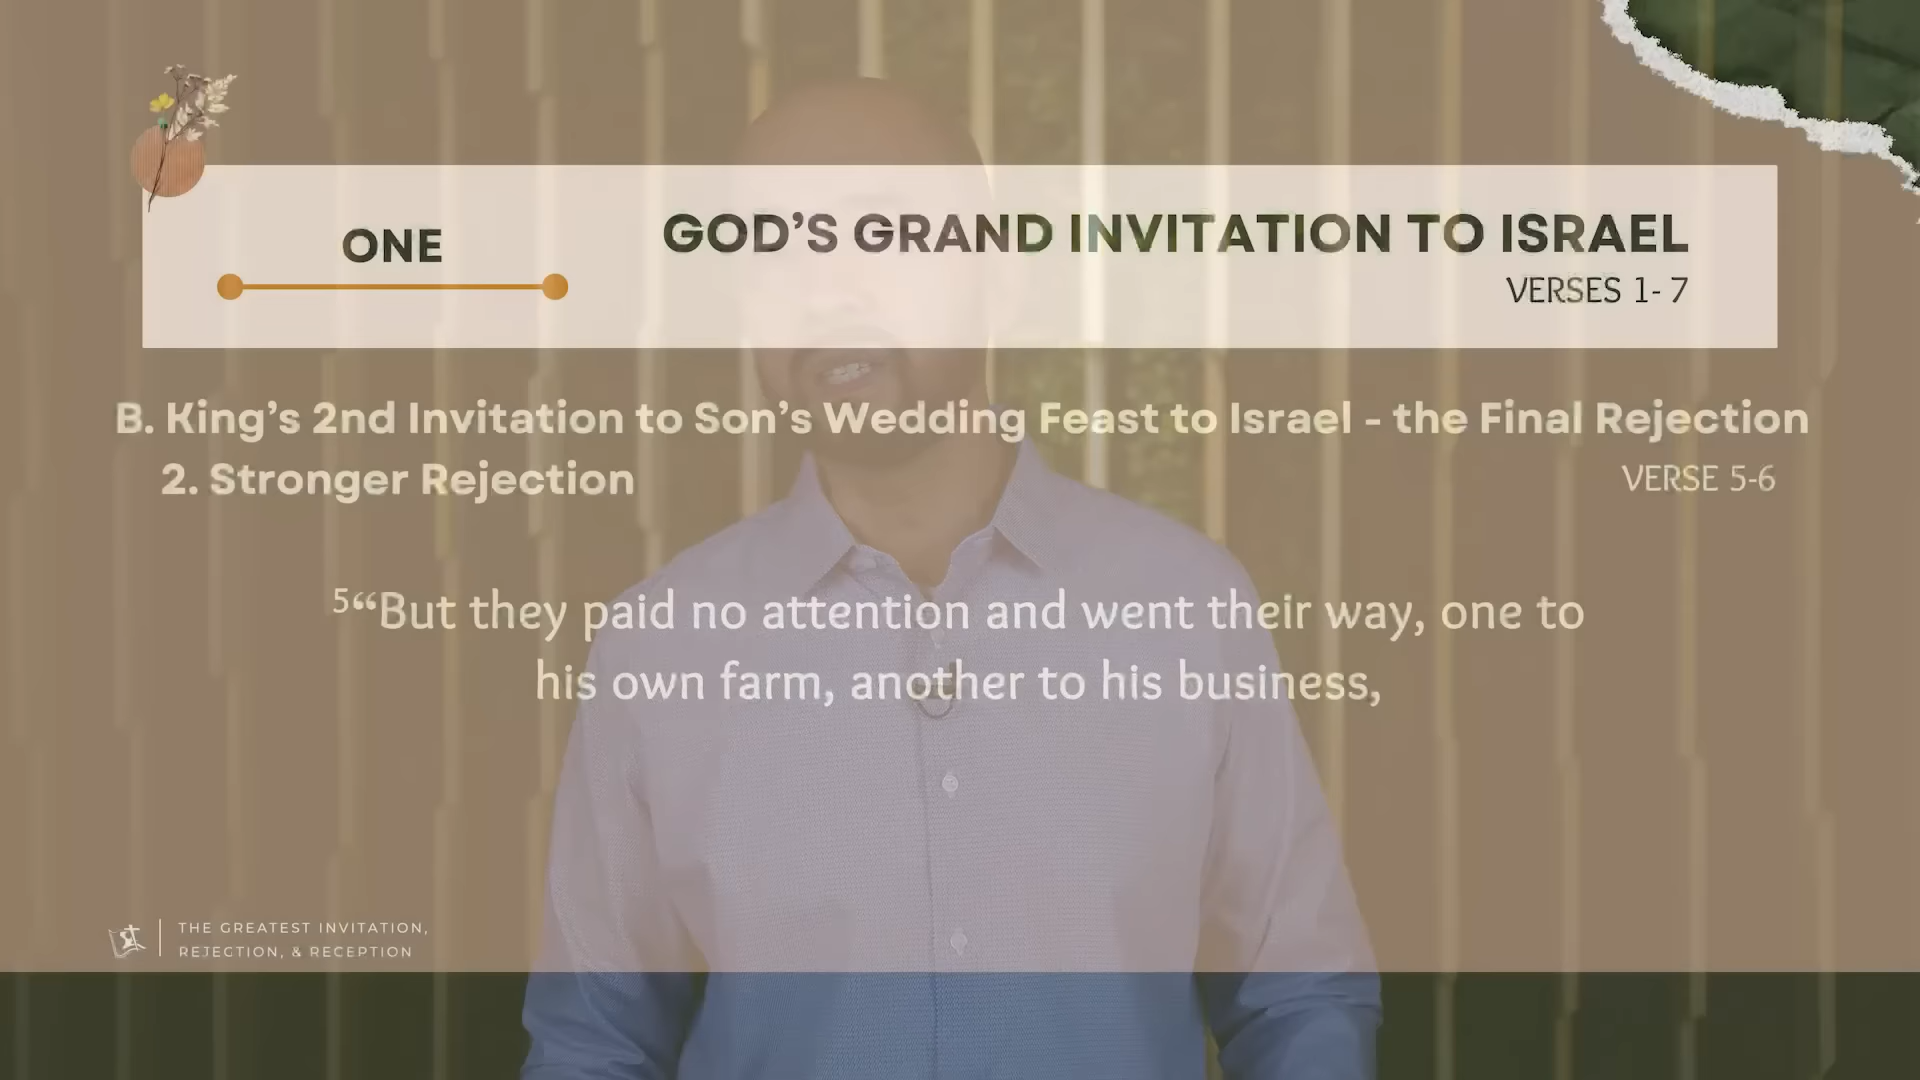 ONE
GOD’S GRAND INVITATION TO ISRAEL
VERSES 1- 7
B. King’s 2nd Invitation to Son’s Wedding Feast to Israel - the Final Rejection
2. Stronger Rejection
VERSE 5-6
5“But they paid no attention and went their way, one to
his own farm, another to his business,
THE GREATEST INVITATION,
REJECTION, & RECEPTION